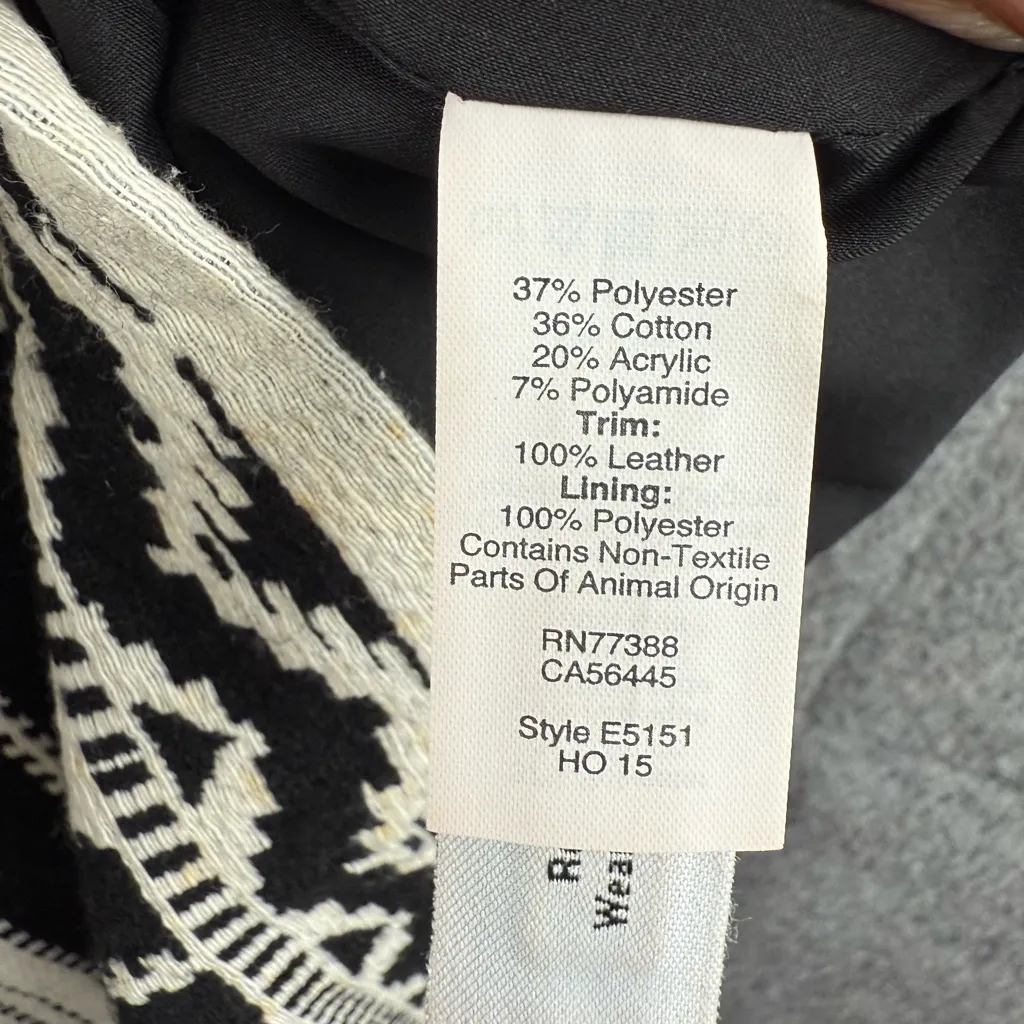 37% Polyester
36% Cotton
20% Acrylic
7% Polyamide
Trim:
100% Leather
Lining:
100% Polyester
Contains Non-Textile
Parts Of Animal Origin
RN77388
CA56445
Style E5151
HO 15